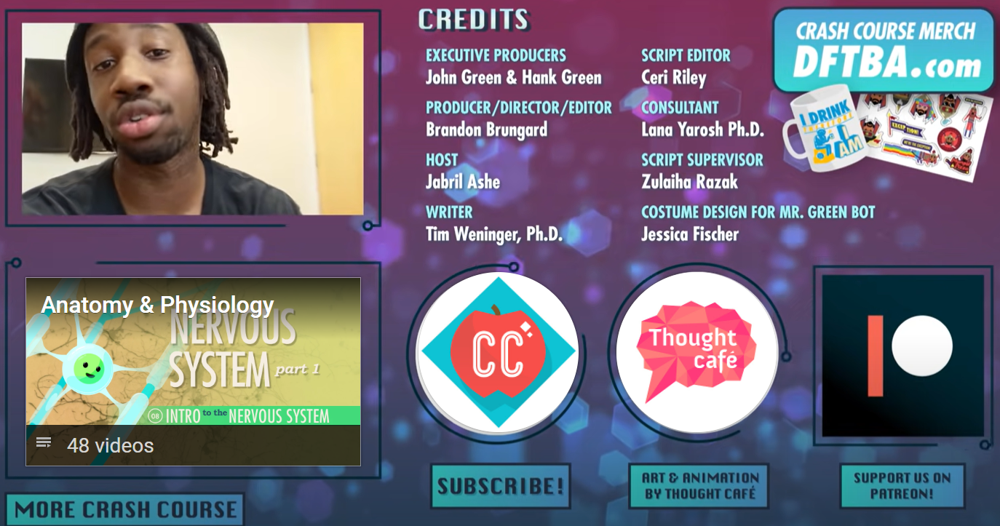 CREDITS
EXECUTIVE PRODUCERS
John Green & Hank Green
PRODUCER/DIRECTOR/EDITOR
Brandon Brungard
HOST
Jabril Ashe
WRITER
Tim Weninger, Ph.D.
SCRIPT EDITOR
Ceri Riley
CONSULTANT
Lana Yarosh Ph.D.
SCRIPT SUPERVISOR
Zulaiha Razak
COSTUME DESIGN FOR MR. GREEN BOT
Jessica Fischer
CRASH COURSE MERCH
DFTBA.com
I DRINK
THEREFORE
I
AM
EXCEPTION!
Anatomy & Physiology
NERVOUS
SYSTEM part 1
08 INTRO to the NERVOUS SYSTEM
48 videos
MORE CRASH COURSE
CC
SUBSCRIBE!
Thought
café
ART & ANIMATION
BY THOUGHT CAFÉ
SUPPORT US ON
PATREON!